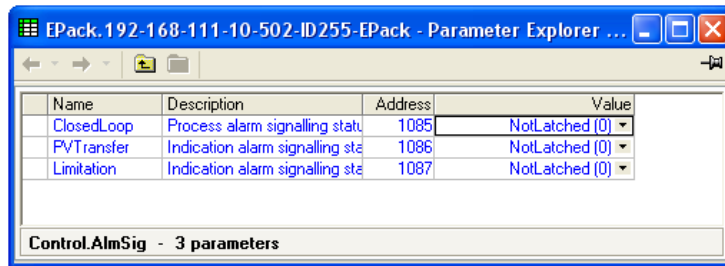 EPack.192-168-111-10-502-ID255-EPack - Parameter Explorer ...
Name Description Address Value
ClosedLoop Process alarm signalling statu 1085 NotLatched (0)
PVTransfer Indication alarm signalling sta 1086 NotLatched (0)
Limitation Indication alarm signalling sta 1087 NotLatched (0)
Control.AlmSig - 3 parameters